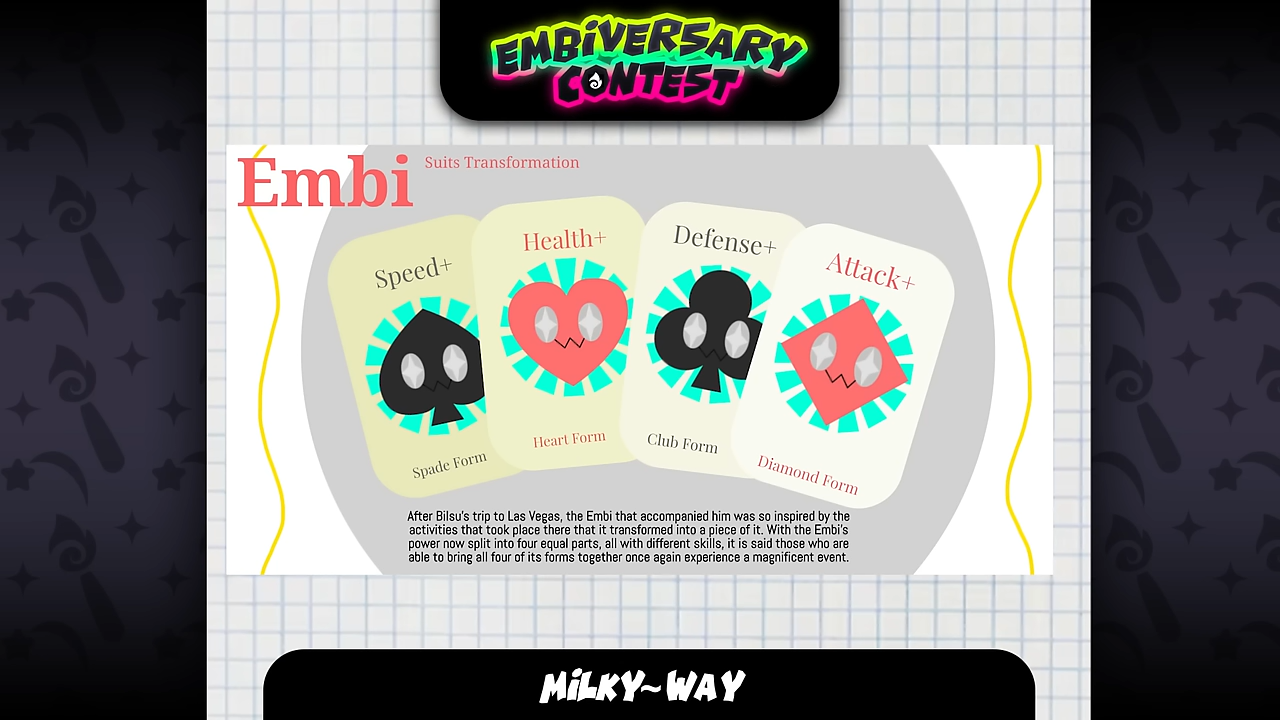 EMBiVERSARY
CONTEST
Embi
Suits Transformation
Speed+
Health+
Defense+
Attack+
Spade Form
Heart Form
Club Form
Diamond Form
After Bilsu's trip to Las Vegas, the Embi that accompanied him was so inspired by the
activities that took place there that it transformed into a piece of it. With the Embi's
power now split into four equal parts, all with different skills, it is said those who are
able to bring all four of its forms together once again experience a magnificent event.
MiLKY~WAY